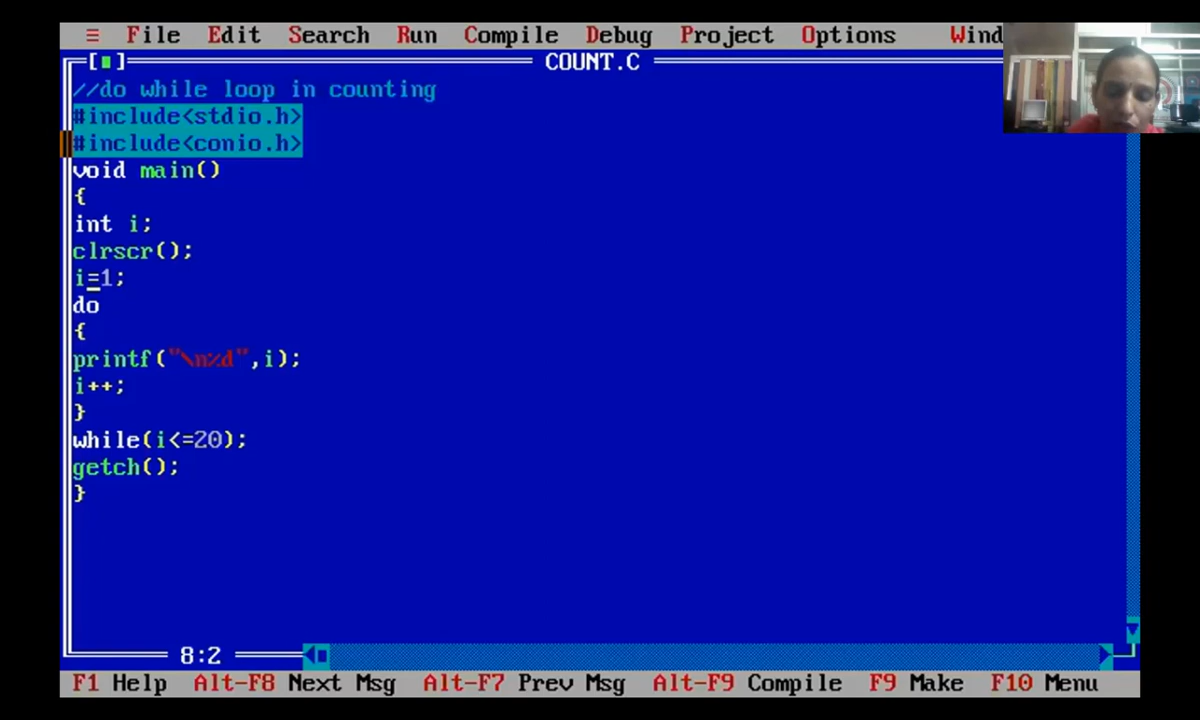 ≡ File Edit Search Run Compile Debug Project Options Wind
[■] COUNT.C
//do while loop in counting
#include<stdio.h>
#include<conio.h>
void main()
{
int i;
clrscr();
i=1;
do
{
printf("\n%d",i);
i++;
}
while(i<=20);
getch();
}
8:2
F1 Help Alt-F8 Next Msg Alt-F7 Prev Msg Alt-F9 Compile F9 Make F10 Menu